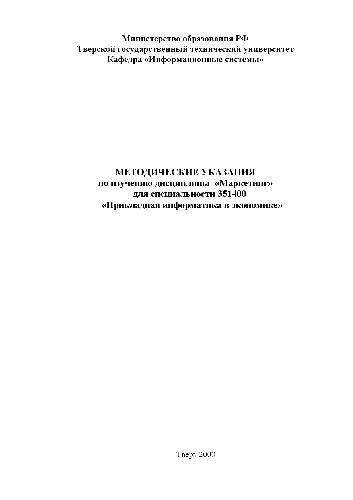 Министерство образования РФ
Тверской государственный технический университет
Кафедра «Информационные системы»
МЕТОДИЧЕСКИЕ УКАЗАНИЯ
по изучению дисциплины «Маркетинг»
для специальности 351400
«Прикладная информатика в экономике»
Тверь 2000